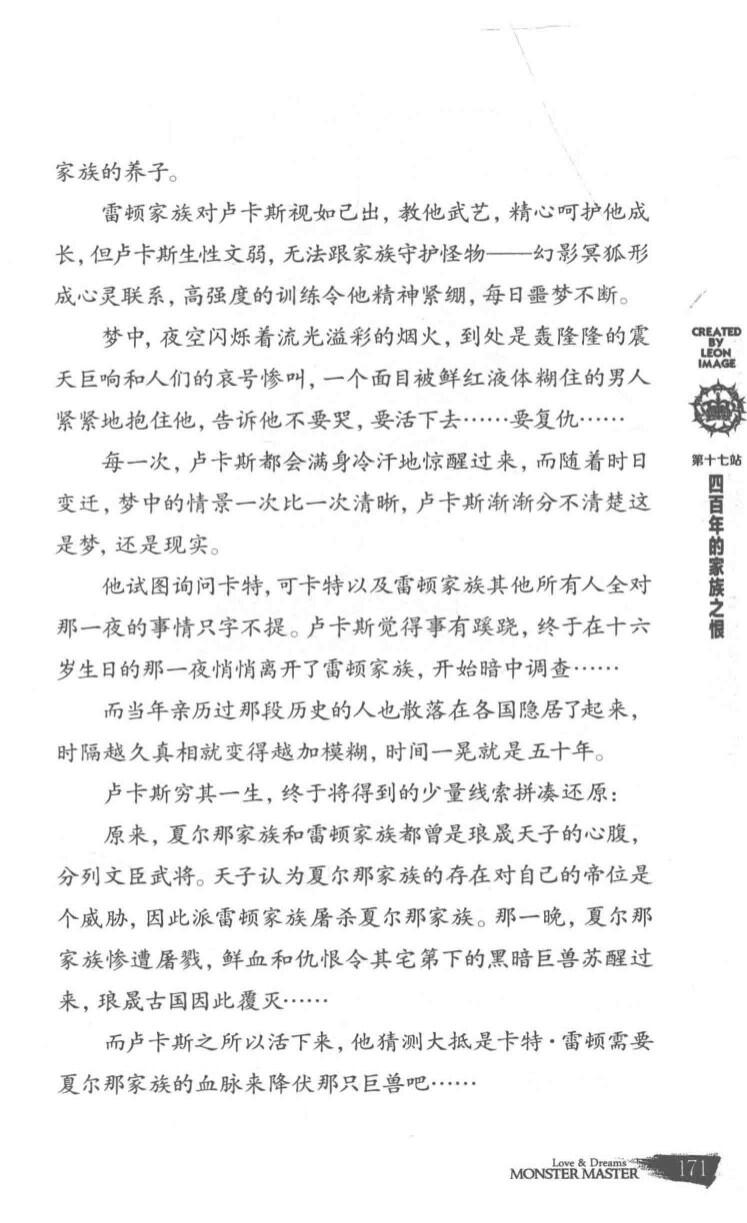 家族的养子。
雷顿家族对卢卡斯视如己出，教他武艺，精心呵护他成
长，但卢卡斯生性文弱，无法跟家族守护怪物——幻影冥狐形
成心灵联系，高强度的训练令他精神紧绷，每日噩梦不断。
梦中，夜空闪烁着流光溢彩的烟火，到处是轰隆隆的震
天巨响和人们的哀号惨叫，一个面目被鲜红液体糊住的男人
紧紧地抱住他，告诉他不要哭，要活下去……要复仇……
每一次，卢卡斯都会满身冷汗地惊醒过来，而随着时日
变迁，梦中的情景一次比一次清晰，卢卡斯渐渐分不清楚这
是梦，还是现实。
他试图询问卡特，可卡特以及雷顿家族其他所有人全对
那一夜的事情只字不提。卢卡斯觉得事有蹊跷，终于在十六
岁生日的那一夜悄悄离开了雷顿家族，开始暗中调查……
而当年亲历过那段历史的人也散落在各国隐居了起来，
时隔越久真相就变得越加模糊，时间一晃就是五十年。
卢卡斯穷其一生，终于将得到的少量线索拼凑还原：
原来，夏尔那家族和雷顿家族都曾是琅晟天子的心腹，
分列文臣武将。天子认为夏尔那家族的存在对自己的帝位是
个威胁，因此派雷顿家族屠杀夏尔那家族。那一晚，夏尔那
家族惨遭屠戮，鲜血和仇恨令其宅第下的黑暗巨兽苏醒过
来，琅晟古国因此覆灭……
而卢卡斯之所以活下来，他猜测大抵是卡特·雷顿需要
夏尔那家族的血脉来降伏那只巨兽吧……
CREATED
BY
LEON
IMAGE
第十七站
四百年的家族之恨
Love & Dreams
MONSTER MASTER
171